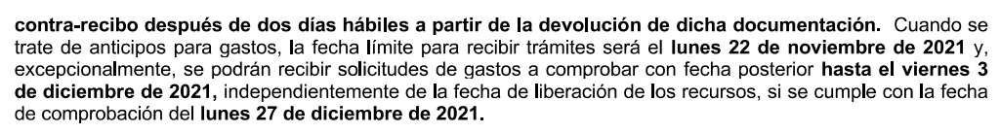 contra-recibo después de dos días hábiles a partir de la devolución de dicha documentación. Cuando se
trate de anticipos para gastos, la fecha límite para recibir trámites será el lunes 22 de noviembre de 2021 y,
excepcionalmente, se podrán recibir solicitudes de gastos a comprobar con fecha posterior hasta el viernes 3
de diciembre de 2021, independientemente de la fecha de liberación de los recursos, si se cumple con la fecha
de comprobación del lunes 27 de diciembre de 2021.